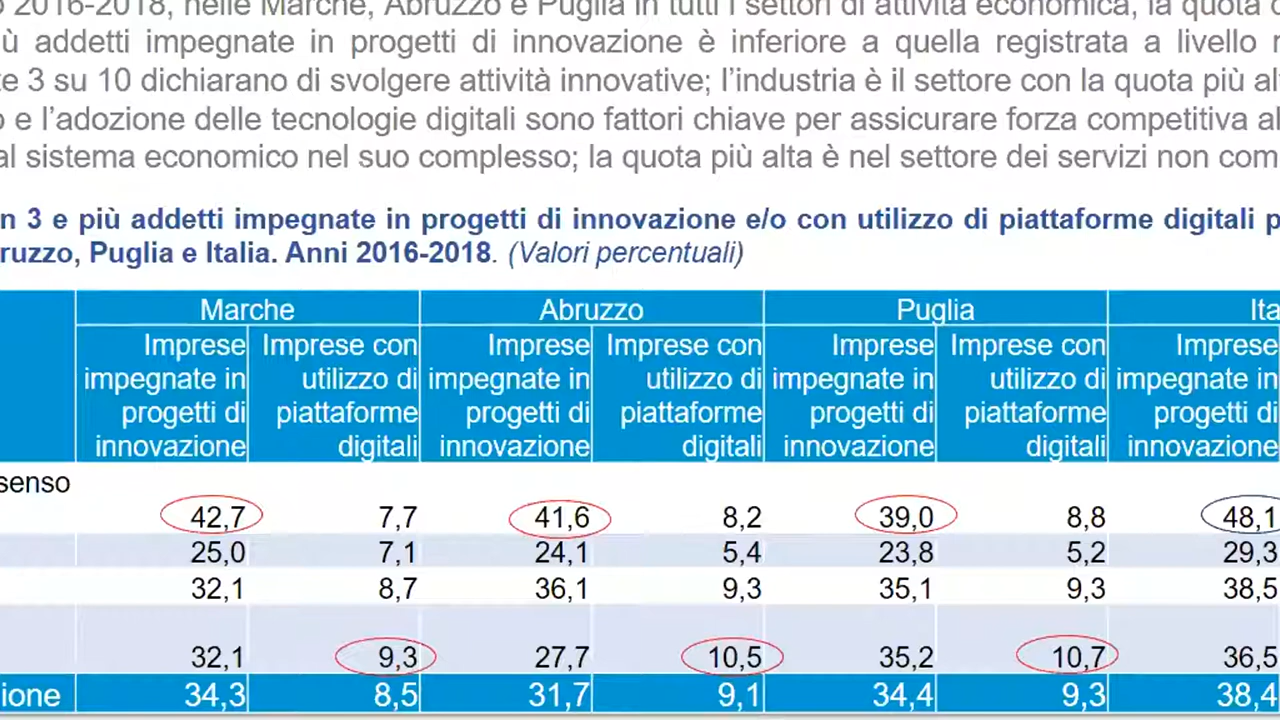 2016-2018, nelle Marche, Abruzzo e Puglia in tutti i settori di attività economica, la quota
ù addetti impegnate in progetti di innovazione è inferiore a quella registrata a livello
te 3 su 10 dichiarano di svolgere attività innovative; l'industria è il settore con la quota più al
o e l'adozione delle tecnologie digitali sono fattori chiave per assicurare forza competitiva al
al sistema economico nel suo complesso; la quota più alta è nel settore dei servizi non com
n 3 e più addetti impegnate in progetti di innovazione e/o con utilizzo di piattaforme digitali p
ruzzo, Puglia e Italia. Anni 2016-2018. (Valori percentuali)
Marche Abruzzo Puglia Ita
Imprese Imprese con Imprese Imprese con Imprese Imprese con Imprese
impegnate in utilizzo di impegnate in utilizzo di impegnate in utilizzo di impegnate in
progetti di piattaforme progetti di piattaforme progetti di piattaforme progetti di
innovazione digitali innovazione digitali innovazione digitali innovazione
senso
42,7 7,7 41,6 8,2 39,0 8,8 48,1
25,0 7,1 24,1 5,4 23,8 5,2 29,3
32,1 8,7 36,1 9,3 35,1 9,3 38,5
32,1 9,3 27,7 10,5 35,2 10,7 36,5
ione 34,3 8,5 31,7 9,1 34,4 9,3 38,4